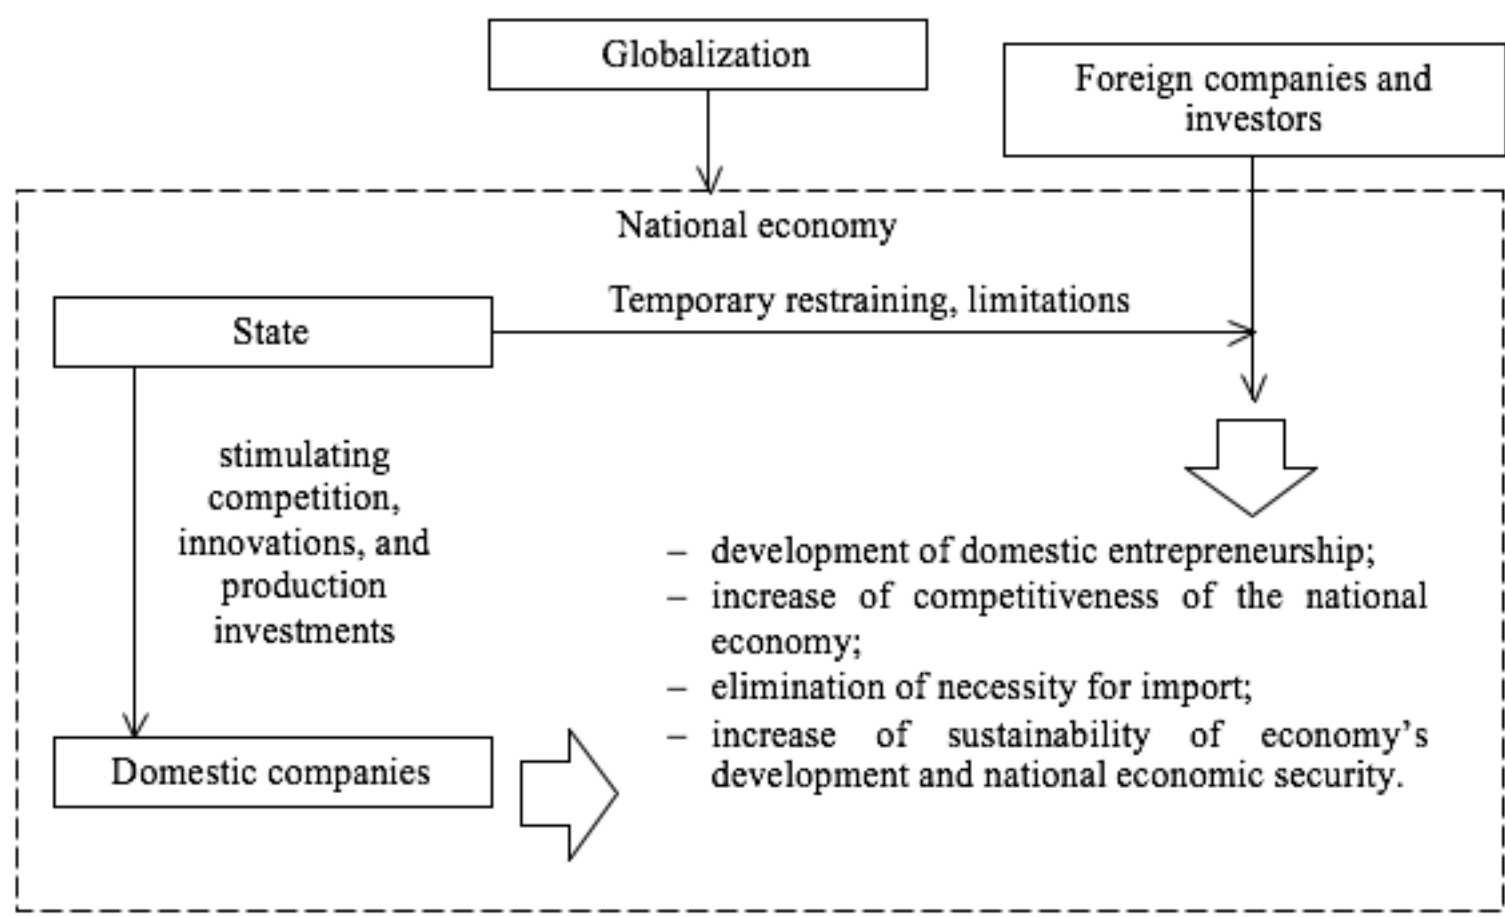 Globalization
Foreign companies and
investors
National economy
Temporary restraining, limitations
State
stimulating
competition,
innovations, and
production
investments
– development of domestic entrepreneurship;
– increase of competitiveness of the national
economy;
– elimination of necessity for import;
– increase of sustainability of economy’s
development and national economic security.
Domestic companies